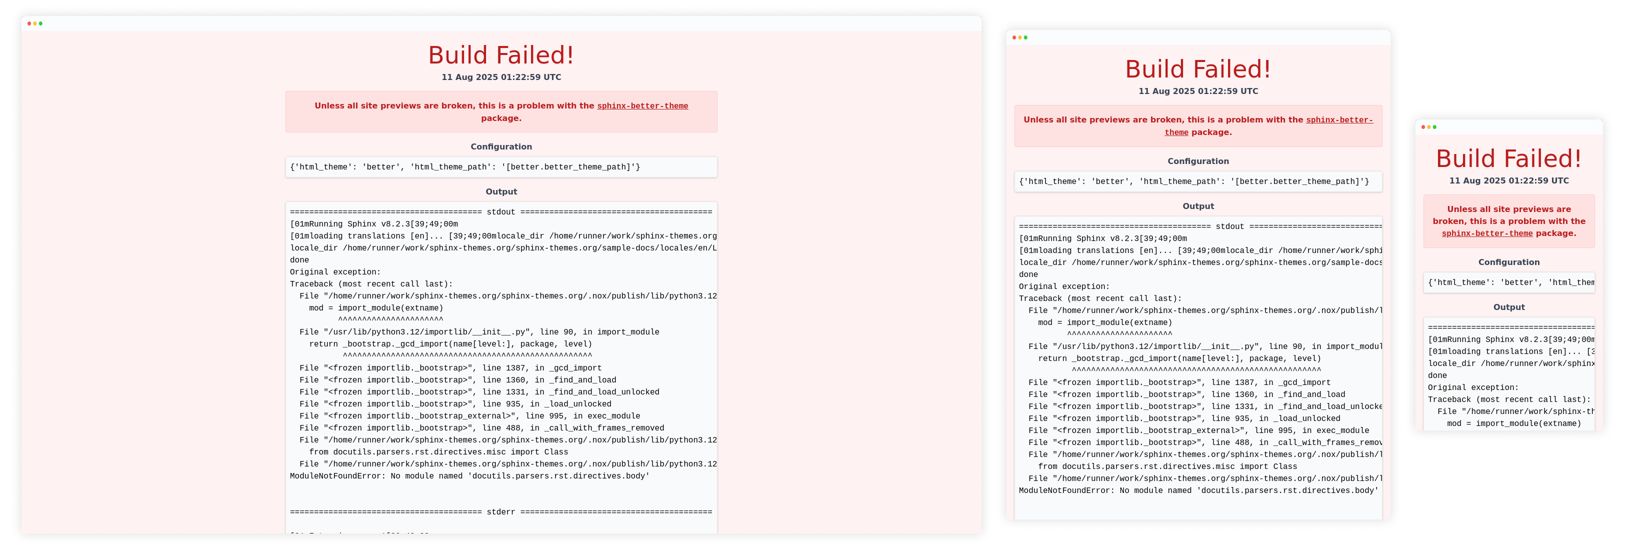 Build Failed!
11 Aug 2025 01:22:59 UTC
Unless all site previews are broken, this is a problem with the sphinx-better-theme
package.
Configuration
{'html_theme': 'better', 'html_theme_path': '[better.better_theme_path]'}
Output
======================================== stdout ========================================
[01mRunning Sphinx v8.2.3[39;49;00m
[01mloading translations [en]... [39;49;00mlocale_dir /home/runner/work/sphinx-themes.org
locale_dir /home/runner/work/sphinx-themes.org/sphinx-themes.org/sample-docs/locales/en/L
done
Original exception:
Traceback (most recent call last):
  File "/home/runner/work/sphinx-themes.org/sphinx-themes.org/.nox/publish/lib/python3.12
    mod = import_module(extname)
          ^^^^^^^^^^^^^^^^^^^^^^
  File "/usr/lib/python3.12/importlib/__init__.py", line 90, in import_module
    return _bootstrap._gcd_import(name[level:], package, level)
           ^^^^^^^^^^^^^^^^^^^^^^^^^^^^^^^^^^^^^^^^^^^^^^^^^^^^
  File "<frozen importlib._bootstrap>", line 1387, in _gcd_import
  File "<frozen importlib._bootstrap>", line 1360, in _find_and_load
  File "<frozen importlib._bootstrap>", line 1331, in _find_and_load_unlocked
  File "<frozen importlib._bootstrap>", line 935, in _load_unlocked
  File "<frozen importlib._bootstrap_external>", line 995, in exec_module
  File "<frozen importlib._bootstrap>", line 488, in _call_with_frames_removed
  File "/home/runner/work/sphinx-themes.org/sphinx-themes.org/.nox/publish/lib/python3.12
    from docutils.parsers.rst.directives.misc import Class
  File "/home/runner/work/sphinx-themes.org/sphinx-themes.org/.nox/publish/lib/python3.12
ModuleNotFoundError: No module named 'docutils.parsers.rst.directives.body'
======================================== stderr ========================================
Build Failed!
11 Aug 2025 01:22:59 UTC
Unless all site previews are broken, this is a problem with the sphinx-better-
theme package.
Configuration
{'html_theme': 'better', 'html_theme_path': '[better.better_theme_path]'}
Output
======================================== stdout ============================
[01mRunning Sphinx v8.2.3[39;49;00m
[01mloading translations [en]... [39;49;00mlocale_dir /home/runner/work/sphi
locale_dir /home/runner/work/sphinx-themes.org/sphinx-themes.org/sample-docs
done
Original exception:
Traceback (most recent call last):
  File "/home/runner/work/sphinx-themes.org/sphinx-themes.org/.nox/publish/l
    mod = import_module(extname)
          ^^^^^^^^^^^^^^^^^^^^^^
  File "/usr/lib/python3.12/importlib/__init__.py", line 90, in import_modul
    return _bootstrap._gcd_import(name[level:], package, level)
           ^^^^^^^^^^^^^^^^^^^^^^^^^^^^^^^^^^^^^^^^^^^^^^^^^^^^
  File "<frozen importlib._bootstrap>", line 1387, in _gcd_import
  File "<frozen importlib._bootstrap>", line 1360, in _find_and_load
  File "<frozen importlib._bootstrap>", line 1331, in _find_and_load_unlocke
  File "<frozen importlib._bootstrap>", line 935, in _load_unlocked
  File "<frozen importlib._bootstrap_external>", line 995, in exec_module
  File "<frozen importlib._bootstrap>", line 488, in _call_with_frames_remov
  File "/home/runner/work/sphinx-themes.org/sphinx-themes.org/.nox/publish/l
    from docutils.parsers.rst.directives.misc import Class
  File "/home/runner/work/sphinx-themes.org/sphinx-themes.org/.nox/publish/l
ModuleNotFoundError: No module named 'docutils.parsers.rst.directives.body'
Build Failed!
11 Aug 2025 01:22:59 UTC
Unless all site previews are
broken, this is a problem with the
sphinx-better-theme package.
Configuration
{'html_theme': 'better', 'html_them
Output
===================================
[01mRunning Sphinx v8.2.3[39;49;00m
[01mloading translations [en]... [3
locale_dir /home/runner/work/sphinx
done
Original exception:
Traceback (most recent call last):
  File "/home/runner/work/sphinx-th
    mod = import_module(extname)